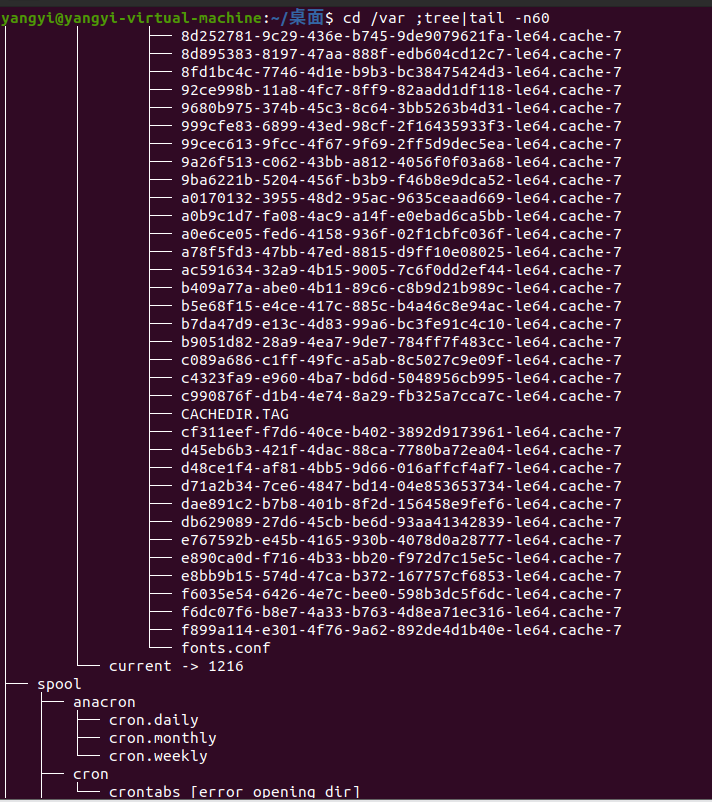 yangyi@yangyi-virtual-machine:~/桌面$ cd /var ;tree|tail -n60
8d252781-9c29-436e-b745-9de9079621fa-le64.cache-7
8d895383-8197-47aa-888f-edb604cd12c7-le64.cache-7
8fd1bc4c-7746-4d1e-b9b3-bc38475424d3-le64.cache-7
92ce998b-11a8-4fc7-8ff9-82aadd1df118-le64.cache-7
9680b975-374b-45c3-8c64-3bb5263b4d31-le64.cache-7
999cfe83-6899-43ed-98cf-2f16435933f3-le64.cache-7
99cec613-9fcc-4f67-9f69-2ff5d9dec5ea-le64.cache-7
9a26f513-c062-43bb-a812-4056f0f03a68-le64.cache-7
9ba6221b-5204-456f-b3b9-f46b8e9dca52-le64.cache-7
a0170132-3955-48d2-95ac-9635ceaad669-le64.cache-7
a0b9c1d7-fa08-4ac9-a14f-e0ebad6ca5bb-le64.cache-7
a0e6ce05-fed6-4158-936f-02f1cbfc036f-le64.cache-7
a78f5fd3-47bb-47ed-8815-d9ff10e08025-le64.cache-7
ac591634-32a9-4b15-9005-7c6f0dd2ef44-le64.cache-7
b409a77a-abe0-4b11-89c6-c8b9d21b989c-le64.cache-7
b5e68f15-e4ce-417c-885c-b4a46c8e94ac-le64.cache-7
b7da47d9-e13c-4d83-99a6-bc3fe91c4c10-le64.cache-7
b9051d82-28a9-4ea7-9de7-784ff7f483cc-le64.cache-7
c089a686-c1ff-49fc-a5ab-8c5027c9e09f-le64.cache-7
c4323fa9-e960-4ba7-bd6d-5048956cb995-le64.cache-7
c990876f-d1b4-4e74-8a29-fb325a7cca7c-le64.cache-7
CACHEDIR.TAG
cf311eef-f7d6-40ce-b402-3892d9173961-le64.cache-7
d45eb6b3-421f-4dac-88ca-7780ba72ea04-le64.cache-7
d48ce1f4-af81-4bb5-9d66-016affcf4af7-le64.cache-7
d71a2b34-7ce6-4847-bd14-04e853653734-le64.cache-7
dae891c2-b7b8-401b-8f2d-156458e9fef6-le64.cache-7
db629089-27d6-45cb-be6d-93aa41342839-le64.cache-7
e767592b-e45b-4165-930b-4078d0a28777-le64.cache-7
e890ca0d-f716-4b33-bb20-f972d7c15e5c-le64.cache-7
e8bb9b15-574d-47ca-b372-167757cf6853-le64.cache-7
f6035e54-6426-4e7c-bee0-598b3dc5f6dc-le64.cache-7
f6dc07f6-b8e7-4a33-b763-4d8ea71ec316-le64.cache-7
f899a114-e301-4f76-9a62-892de4d1b40e-le64.cache-7
fonts.conf
current -> 1216
spool
anacron
cron.daily
cron.monthly
cron.weekly
cron
crontabs [error opening dir]